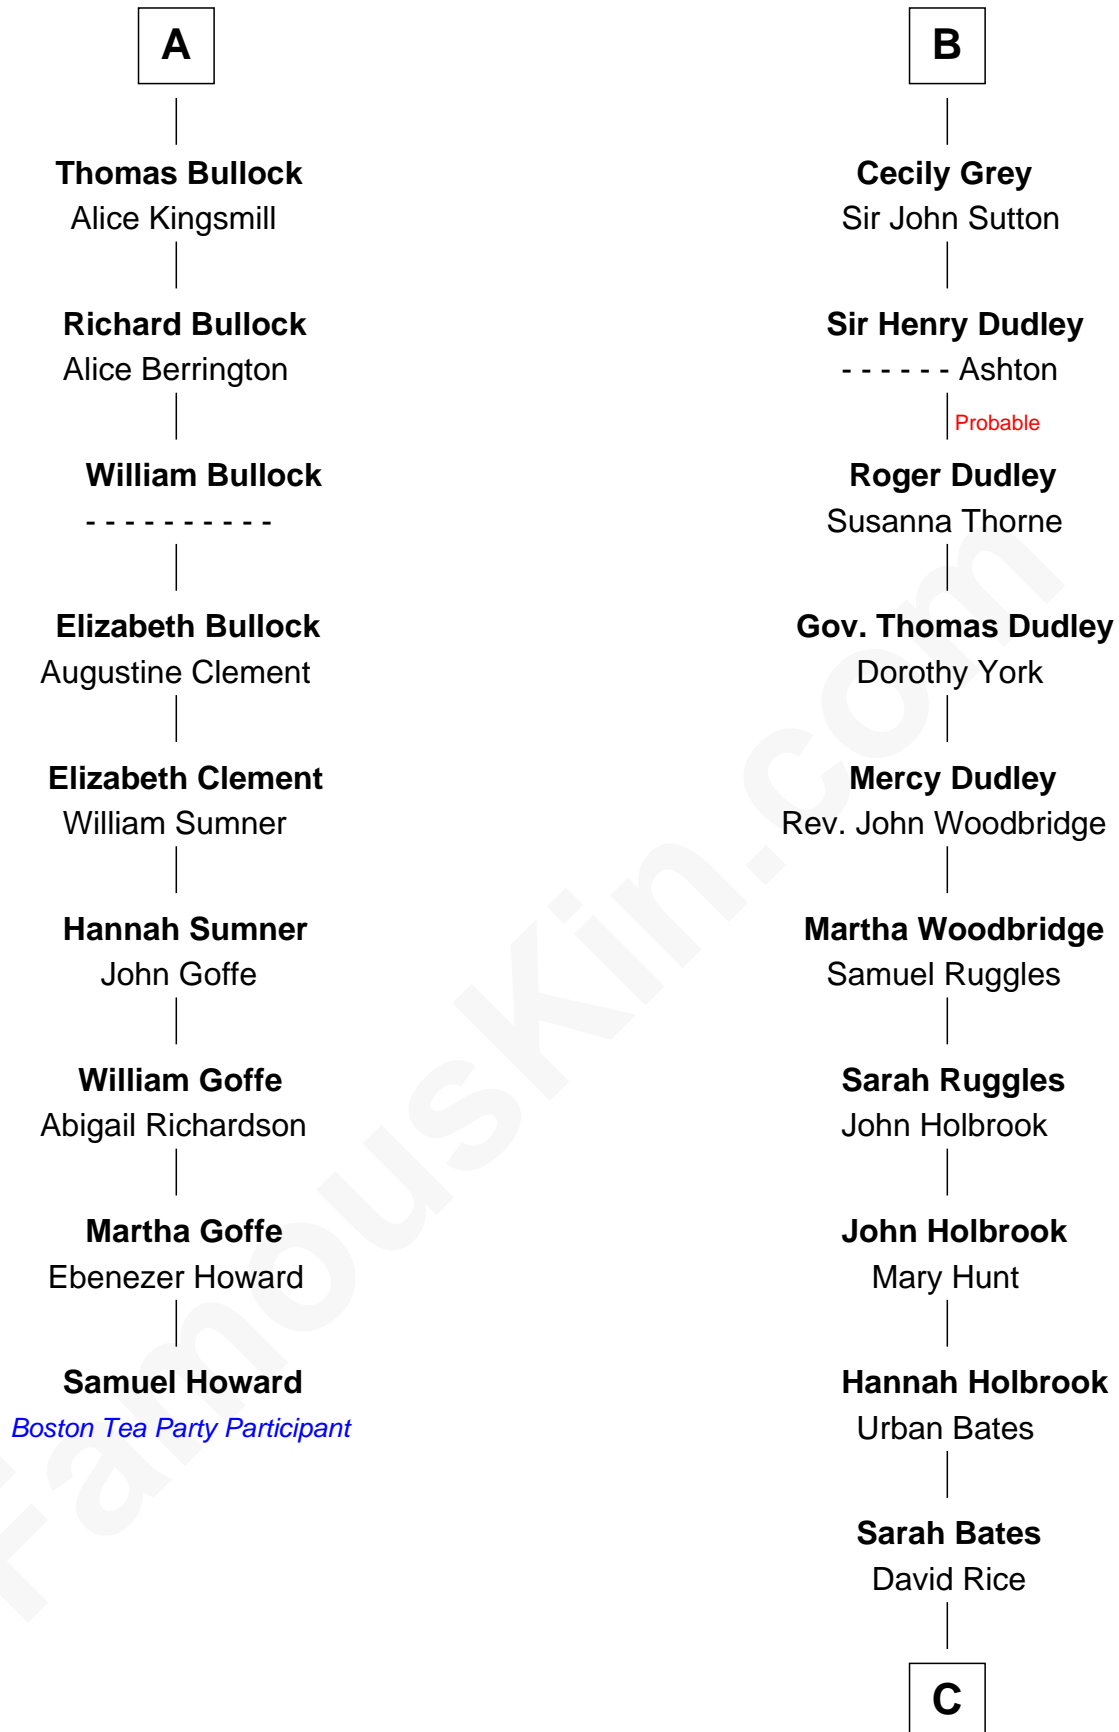 A
Thomas Bullock
Alice Kingsmill
Richard Bullock
Alice Berrington
William Bullock
- - - - - - - - - -
Elizabeth Bullock
Augustine Clement
Elizabeth Clement
William Sumner
Hannah Sumner
John Goffe
William Goffe
Abigail Richardson
Martha Goffe
Ebenezer Howard
Samuel Howard
Boston Tea Party Participant
B
Cecily Grey
Sir John Sutton
Sir Henry Dudley
- - - - - - Ashton
Probable
Roger Dudley
Susanna Thorne
Gov. Thomas Dudley
Dorothy York
Mercy Dudley
Rev. John Woodbridge
Martha Woodbridge
Samuel Ruggles
Sarah Ruggles
John Holbrook
John Holbrook
Mary Hunt
Hannah Holbrook
Urban Bates
Sarah Bates
David Rice
C
FamousKin.com